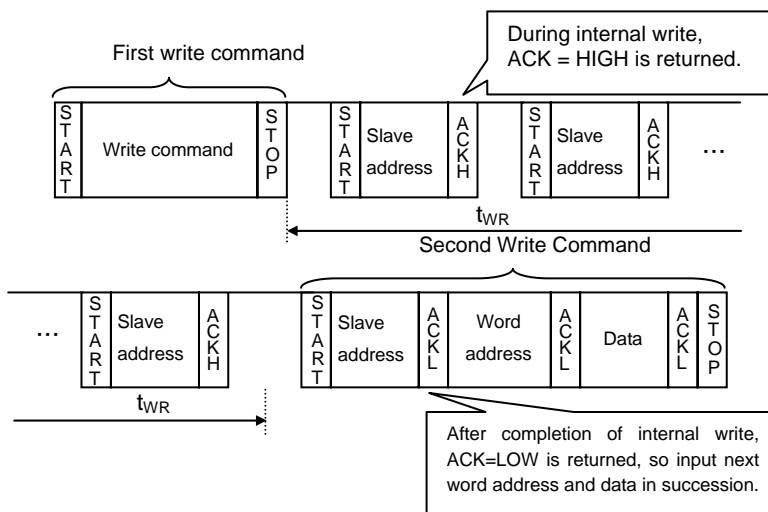 During internal write,
ACK = HIGH is returned.
First write command
START
Write command
STOP
START
Slave
address
ACKH
START
Slave
address
ACKH
...
tWR
Second Write Command
...
START
Slave
address
ACKH
START
Slave
address
ACKL
Word
address
ACKL
Data
ACKL
STOP
tWR
After completion of internal write,
ACK=LOW is returned, so input next
word address and data in succession.